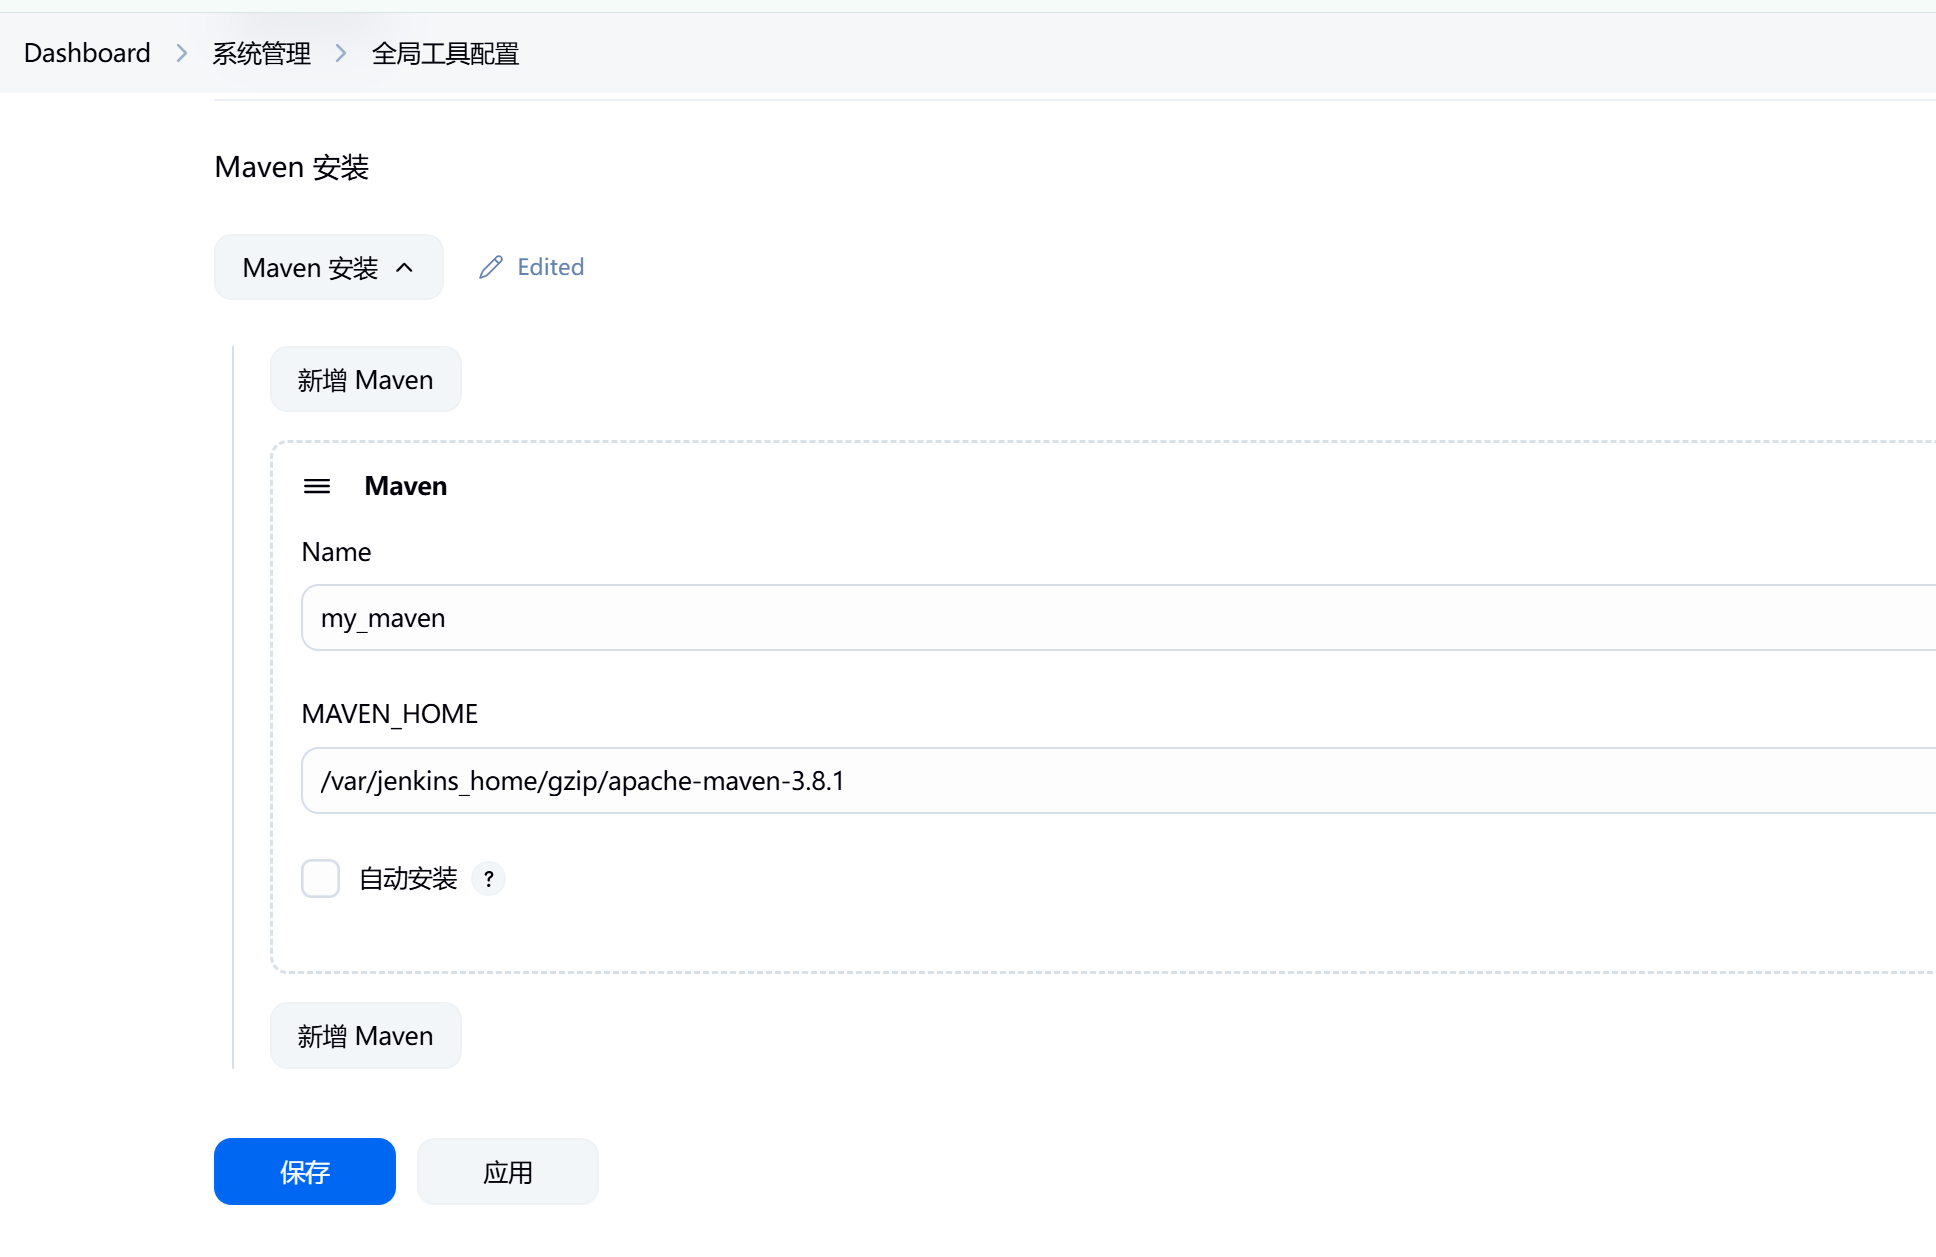 Dashboard 系统管理 全局工具配置
Maven 安装
Maven 安装 Edited
新增 Maven
Maven
Name
my_maven
MAVEN_HOME
/var/jenkins_home/gzip/apache-maven-3.8.1
自动安装 ?
新增 Maven
保存 应用